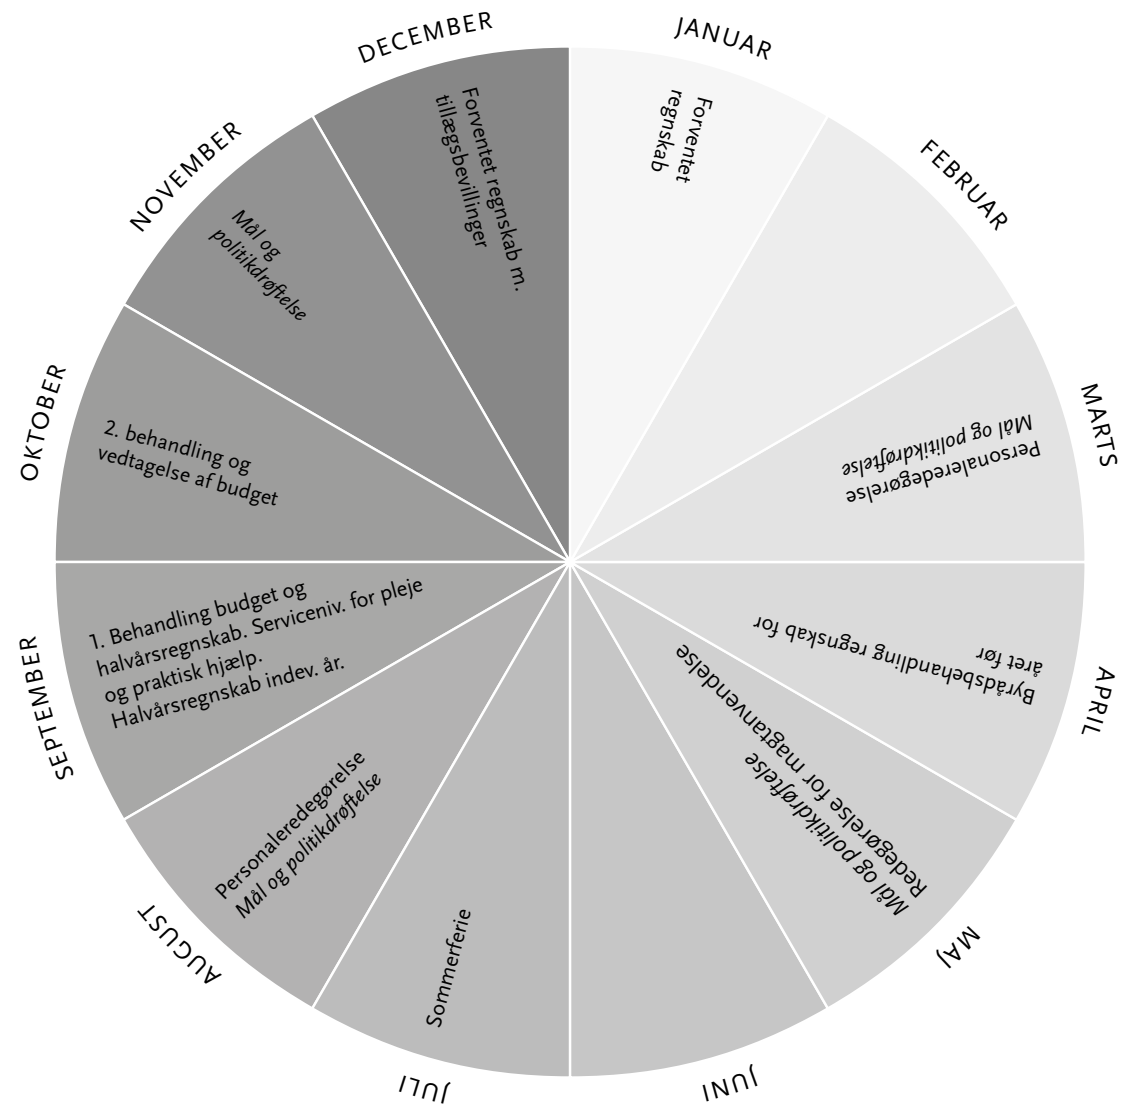 JANUAR
Forventet
regnskab
FEBRUAR
MARTS
Personaleredegørelse
Mål og politikdrøftelse
APRIL
Byrådsbehandling regnskab for
året før
MAJ
Redegørelse for magtanvendelse
Mål og politikdrøftelse
JUNI
JULI
Sommerferie
AUGUST
Personaleredegørelse
Mål og politikdrøftelse
SEPTEMBER
1. Behandling budget og
halvårsregnskab. Serviceniv. for pleje
og praktisk hjælp.
Halvårsregnskab indev. år.
OKTOBER
2. behandling og
vedtagelse af budget
NOVEMBER
Mål og
politikdrøftelse
DECEMBER
Forventet regnskab m.
tillægsbevillinger